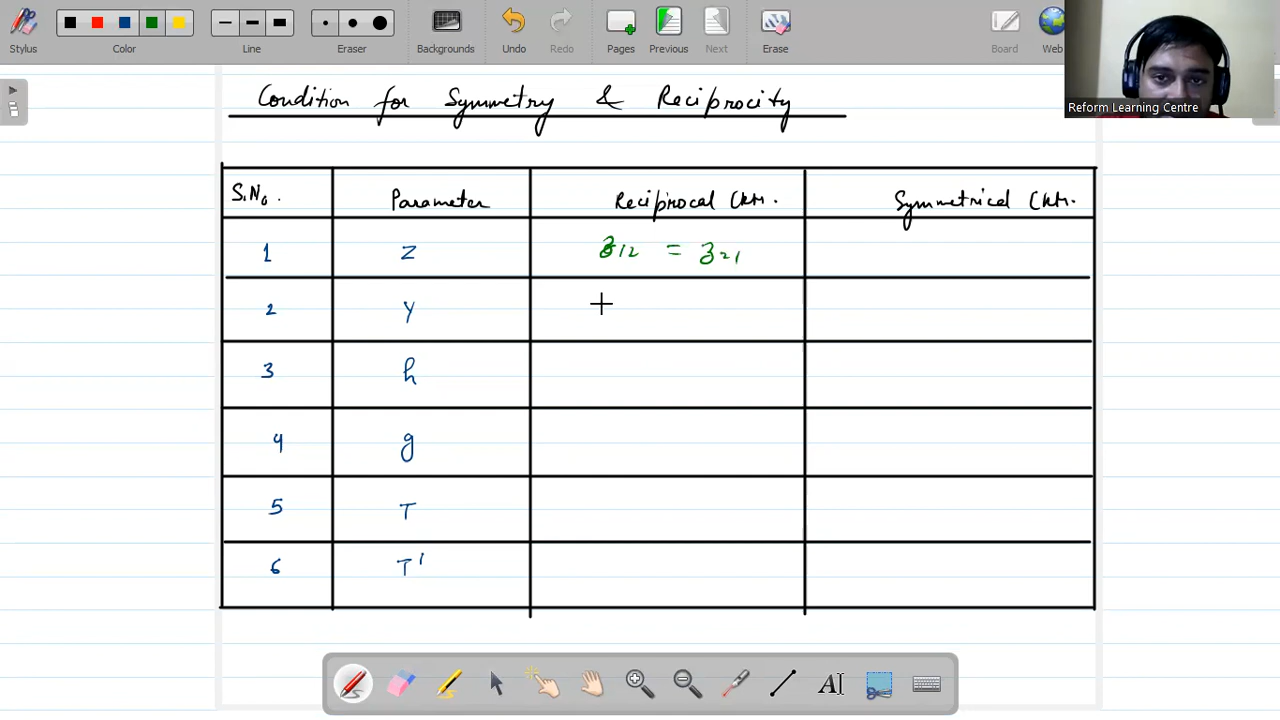 Stylus Color Line Eraser Backgrounds Undo Redo Pages Previous Next Erase Board Web
Reform Learning Centre
Condition for Symmetry & Reciprocity
S.No. Parameter Reciprocal Ckt. Symmetrical Ckt.
1 Z z12 = z21
2 Y
3 h
4 g
5 T
6 T'